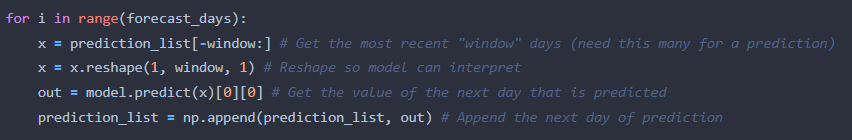 for i in range(forecast_days):
    x = prediction_list[-window:] # Get the most recent "window" days (need this many for a prediction)
    x = x.reshape(1, window, 1) # Reshape so model can interpret
    out = model.predict(x)[0][0] # Get the value of the next day that is predicted
    prediction_list = np.append(prediction_list, out) # Append the next day of prediction